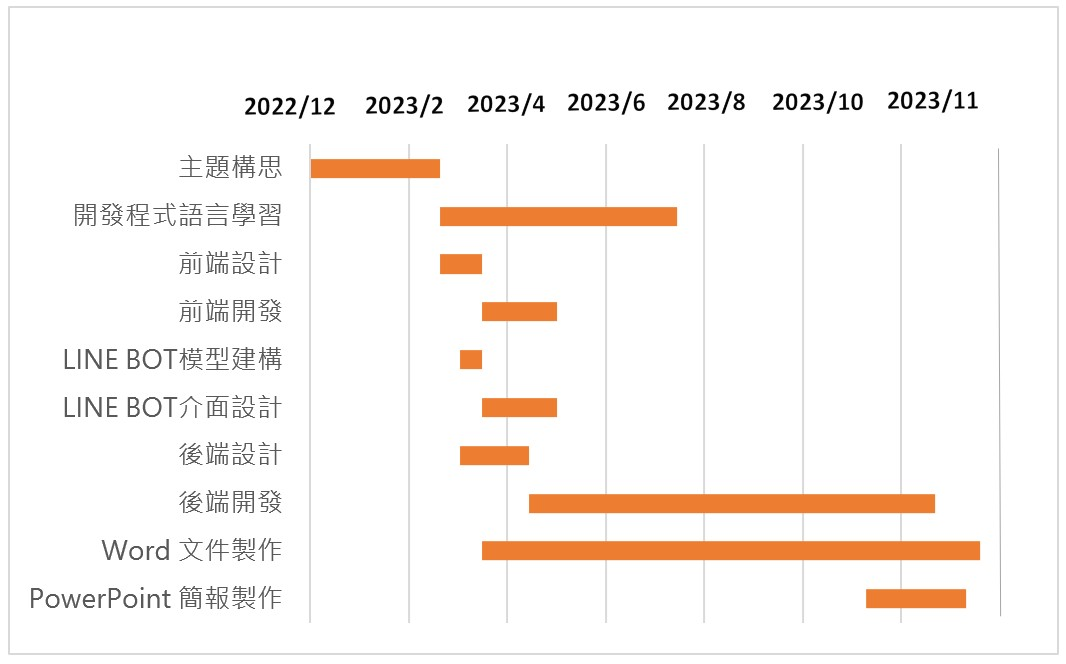 2022/12 2023/2 2023/4 2023/6 2023/8 2023/10 2023/11
主題構思
開發程式語言學習
前端設計
前端開發
LINE BOT模型建構
LINE BOT介面設計
後端設計
後端開發
Word 文件製作
PowerPoint 簡報製作